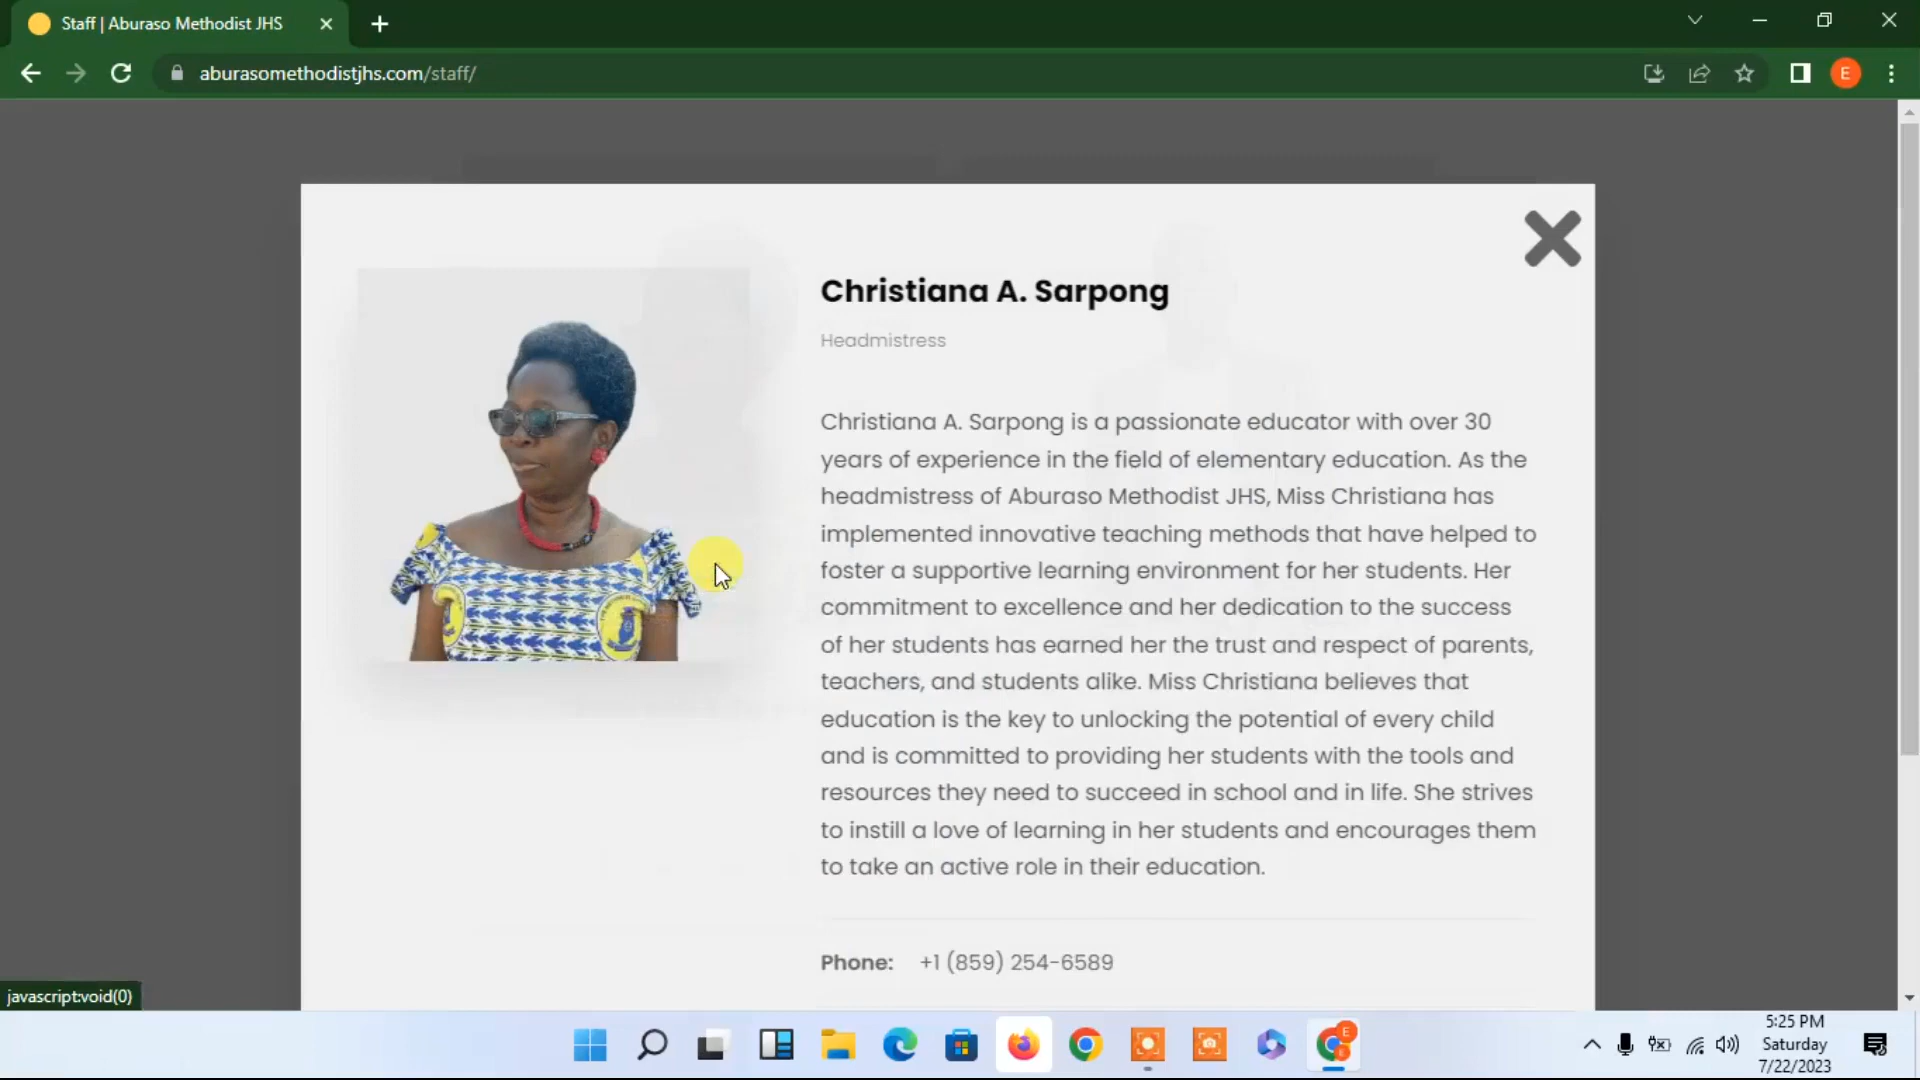 Staff | Aburaso Methodist JHS
aburasomethodistjhs.com/staff/
E
Christiana A. Sarpong
Headmistress
Christiana A. Sarpong is a passionate educator with over 30
years of experience in the field of elementary education. As the
headmistress of Aburaso Methodist JHS, Miss Christiana has
implemented innovative teaching methods that have helped to
foster a supportive learning environment for her students. Her
commitment to excellence and her dedication to the success
of her students has earned her the trust and respect of parents,
teachers, and students alike. Miss Christiana believes that
education is the key to unlocking the potential of every child
and is committed to providing her students with the tools and
resources they need to succeed in school and in life. She strives
to instill a love of learning in her students and encourages them
to take an active role in their education.
Phone: +1 (859) 254-6589
javascript:void(0)
E
5:25 PM
Saturday
7/22/2023